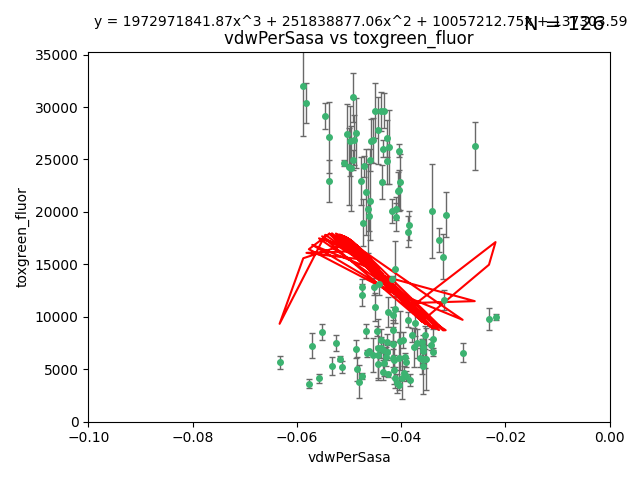 y = 1972971841.87x^3 + 251838877.06x^2 + 10057212.75x + 137303.59
N = 126
vdwPerSasa vs toxgreen_fluor
35000
30000
25000
20000
15000
10000
5000
0
toxgreen_fluor
−0.10
−0.08
−0.06
−0.04
−0.02
0.00
vdwPerSasa